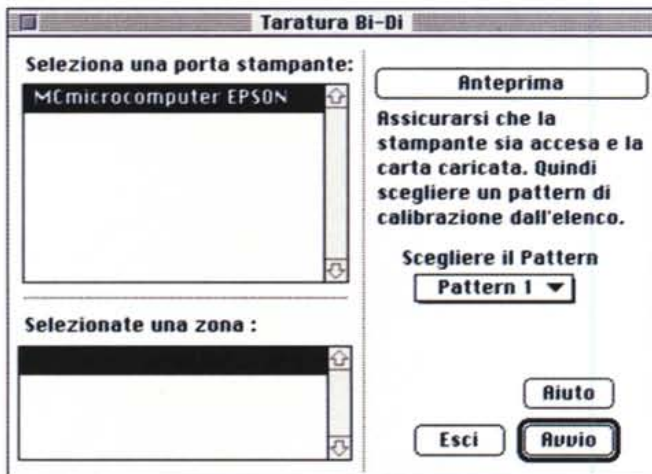 Taratura Bi-Di
Seleziona una porta stampante:
MCmicrocomputer EPSON
Selezionate una zona :
Anteprima
Assicurarsi che la
stampante sia accesa e la
carta caricata. Quindi
scegliere un pattern di
calibrazione dall'elenco.
Scegliere il Pattern
Pattern 1
Aiuto
Esci
Avvio